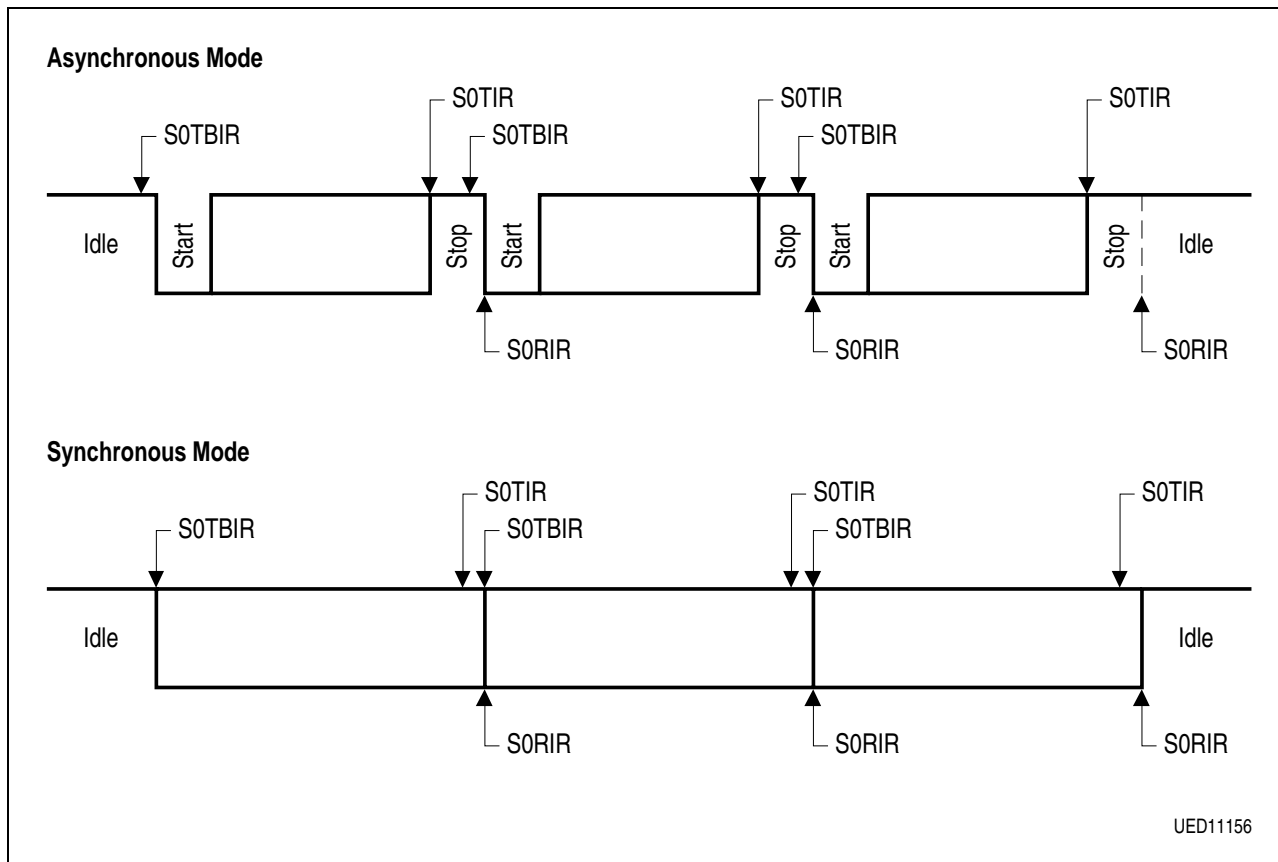 Asynchronous Mode
S0TIR S0TIR S0TIR
S0TBIR S0TBIR S0TBIR
Idle Start Stop Start Stop Start Stop Idle
S0RIR S0RIR S0RIR
Synchronous Mode
S0TIR S0TIR S0TIR
S0TBIR S0TBIR S0TBIR
Idle Idle
S0RIR S0RIR S0RIR
UED11156